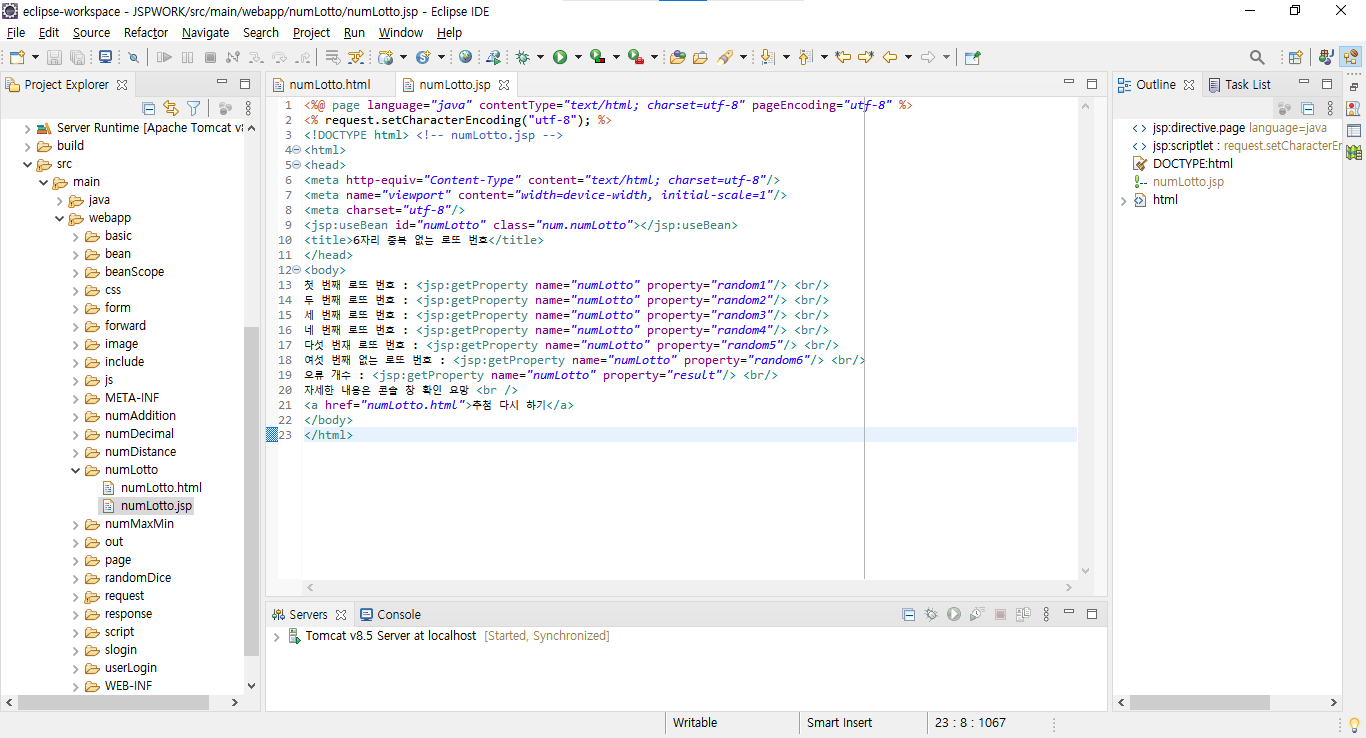 eclipse-workspace - JSPWORK/src/main/webapp/numLotto/numLotto.jsp - Eclipse IDE
File Edit Source Refactor Navigate Search Project Run Window Help
Project Explorer
Server Runtime [Apache Tomcat v8
build
src
main
java
webapp
basic
bean
beanScope
css
form
forward
image
include
js
META-INF
numAddition
numDecimal
numDistance
numLotto
numLotto.html
numLotto.jsp
numMaxMin
out
page
randomDice
request
response
script
slogin
userLogin
WEB-INF
numLotto.html numLotto.jsp
1 <%@ page language="java" contentType="text/html; charset=utf-8" pageEncoding="utf-8" %>
2 <% request.setCharacterEncoding("utf-8"); %>
3 <!DOCTYPE html> <!-- numLotto.jsp -->
4 <html>
5 <head>
6 <meta http-equiv="Content-Type" content="text/html; charset=utf-8"/>
7 <meta name="viewport" content="width=device-width, initial-scale=1"/>
8 <meta charset="utf-8"/>
9 <jsp:useBean id="numLotto" class="num.numLotto"></jsp:useBean>
10 <title>6자리 중복 없는 로또 번호</title>
11 </head>
12 <body>
13 첫 번째 로또 번호 : <jsp:getProperty name="numLotto" property="random1"/> <br/>
14 두 번째 로또 번호 : <jsp:getProperty name="numLotto" property="random2"/> <br/>
15 세 번째 로또 번호 : <jsp:getProperty name="numLotto" property="random3"/> <br/>
16 네 번째 로또 번호 : <jsp:getProperty name="numLotto" property="random4"/> <br/>
17 다섯 번재 로또 번호 : <jsp:getProperty name="numLotto" property="random5"/> <br/>
18 여섯 번째 없는 로또 번호 : <jsp:getProperty name="numLotto" property="random6"/> <br/>
19 오류 개수 : <jsp:getProperty name="numLotto" property="result"/> <br/>
20 자세한 내용은 콘솔 창 확인 요망 <br />
21 <a href="numLotto.html">추첨 다시 하기</a>
22 </body>
23 </html>
Servers Console
Tomcat v8.5 Server at localhost [Started, Synchronized]
Outline Task List
jsp:directive.page language=java
jsp:scriptlet : request.setCharacterEr
DOCTYPE:html
numLotto.jsp
html
Writable Smart Insert 23 : 8 : 1067